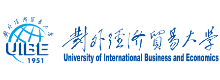 UIBE
1951
對外經濟貿易大學
University of International Business and Economics